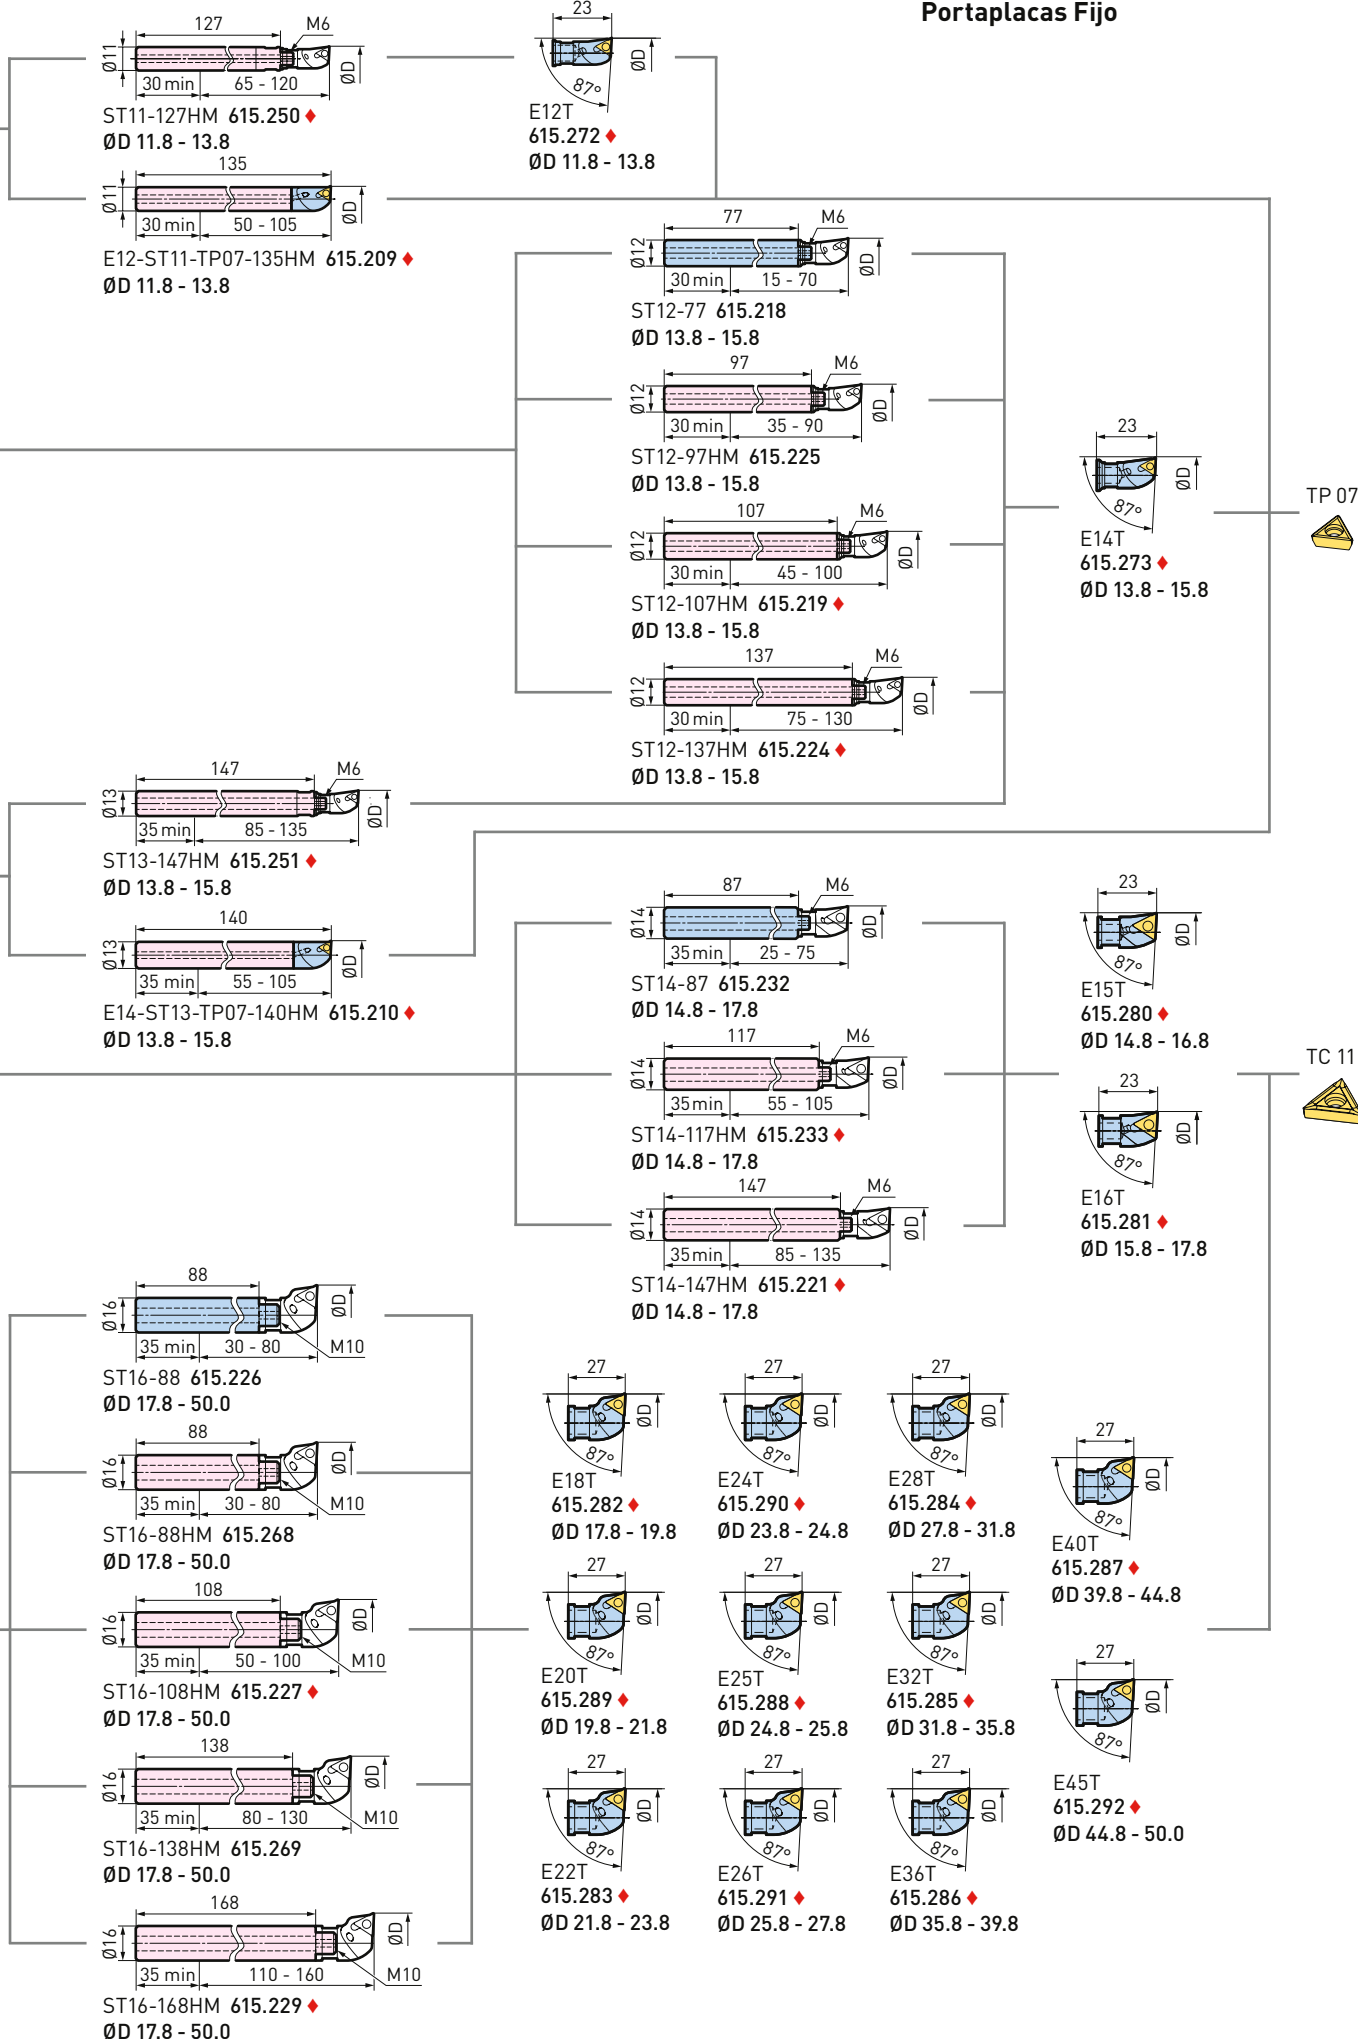 Portaplacas Fijo
127
M6
Ø11
ØD
30 min
65 - 120
ST11-127HM 615.250 ♦
ØD 11.8 - 13.8
23
ØD
87°
E12T
615.272 ♦
ØD 11.8 - 13.8
135
Ø11
ØD
30 min
50 - 105
E12-ST11-TP07-135HM 615.209 ♦
ØD 11.8 - 13.8
77
M6
Ø12
ØD
30 min
15 - 70
ST12-77 615.218
ØD 13.8 - 15.8
97
M6
Ø12
ØD
30 min
35 - 90
ST12-97HM 615.225
ØD 13.8 - 15.8
107
M6
Ø12
ØD
30 min
45 - 100
ST12-107HM 615.219 ♦
ØD 13.8 - 15.8
137
M6
Ø12
ØD
30 min
75 - 130
ST12-137HM 615.224 ♦
ØD 13.8 - 15.8
23
ØD
87°
E14T
615.273 ♦
ØD 13.8 - 15.8
TP 07
147
M6
Ø13
ØD
35 min
85 - 135
ST13-147HM 615.251 ♦
ØD 13.8 - 15.8
140
Ø13
ØD
35 min
55 - 105
E14-ST13-TP07-140HM 615.210 ♦
ØD 13.8 - 15.8
87
M6
Ø14
ØD
35 min
25 - 75
ST14-87 615.232
ØD 14.8 - 17.8
117
M6
Ø14
ØD
35 min
55 - 105
ST14-117HM 615.233 ♦
ØD 14.8 - 17.8
147
M6
Ø14
ØD
35 min
85 - 135
ST14-147HM 615.221 ♦
ØD 14.8 - 17.8
23
ØD
87°
E15T
615.280 ♦
ØD 14.8 - 16.8
23
ØD
87°
E16T
615.281 ♦
ØD 15.8 - 17.8
TC 11
88
Ø16
ØD
35 min
30 - 80
M10
ST16-88 615.226
ØD 17.8 - 50.0
88
Ø16
ØD
35 min
30 - 80
M10
ST16-88HM 615.268
ØD 17.8 - 50.0
108
Ø16
ØD
35 min
50 - 100
M10
ST16-108HM 615.227 ♦
ØD 17.8 - 50.0
138
Ø16
ØD
35 min
80 - 130
M10
ST16-138HM 615.269
ØD 17.8 - 50.0
168
Ø16
ØD
35 min
110 - 160
M10
ST16-168HM 615.229 ♦
ØD 17.8 - 50.0
27
ØD
87°
E18T
615.282 ♦
ØD 17.8 - 19.8
27
ØD
87°
E24T
615.290 ♦
ØD 23.8 - 24.8
27
ØD
87°
E28T
615.284 ♦
ØD 27.8 - 31.8
27
ØD
87°
E40T
615.287 ♦
ØD 39.8 - 44.8
27
ØD
87°
E20T
615.289 ♦
ØD 19.8 - 21.8
27
ØD
87°
E25T
615.288 ♦
ØD 24.8 - 25.8
27
ØD
87°
E32T
615.285 ♦
ØD 31.8 - 35.8
27
ØD
87°
E45T
615.292 ♦
ØD 44.8 - 50.0
27
ØD
87°
E22T
615.283 ♦
ØD 21.8 - 23.8
27
ØD
87°
E26T
615.291 ♦
ØD 25.8 - 27.8
27
ØD
87°
E36T
615.286 ♦
ØD 35.8 - 39.8